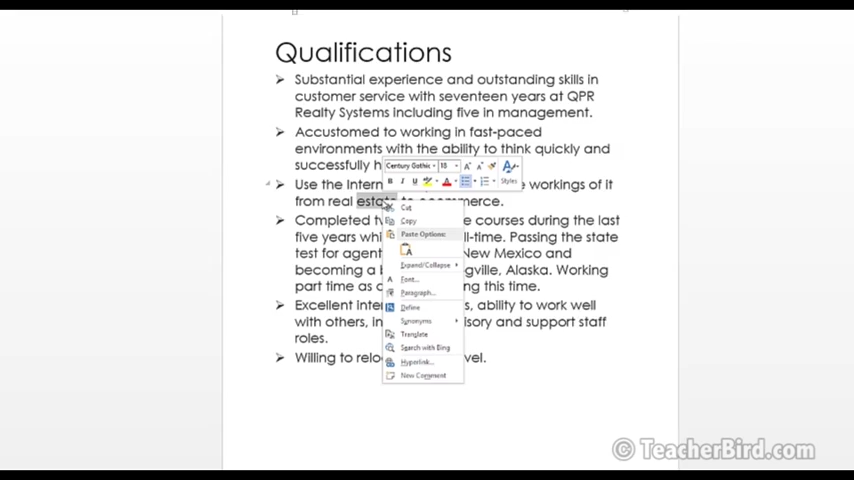 Qualifications
Substantial experience and outstanding skills in
customer service with seventeen years at QPR
Realty Systems including five in management.
Accustomed to working in fast-paced
environments with the ability to think quickly and
successfully h
Century Gothic 18
B I U A Styles
Use the Intern workings of it
from real estate to ecommerce.
Cut
Completed courses during the last
Copy
five years whi ll-time. Passing the state
Paste Options:
test for agent New Mexico and
A
becoming a b gville, Alaska. Working
Expand/Collapse
part time as ng this time.
Font...
Paragraph...
Excellent inte s, ability to work well
Define
with others, in isory and support staff
Synonyms
roles.
Translate
Search with Bing
Willing to relo vel.
Hyperlink...
New Comment
© TeacherBird.com